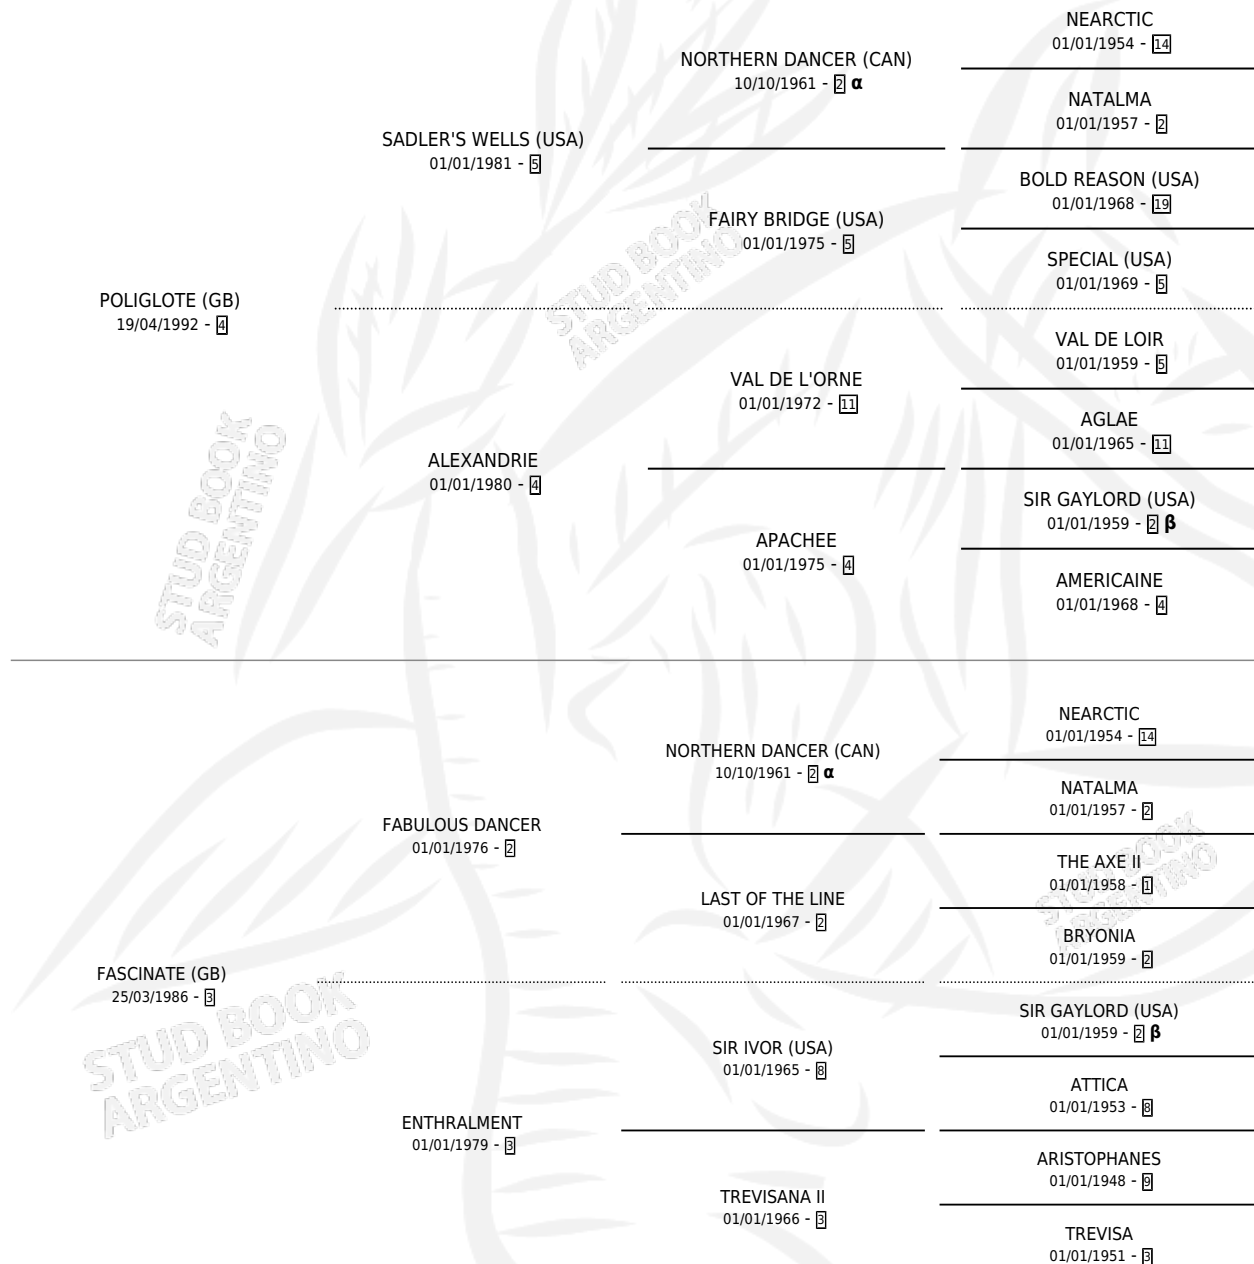 NEARCTIC
01/01/1954 - 14
NORTHERN DANCER (CAN)
10/10/1961 - 2 α
NATALMA
01/01/1957 - 2
SADLER'S WELLS (USA)
01/01/1981 - 5
BOLD REASON (USA)
01/01/1968 - 19
FAIRY BRIDGE (USA)
01/01/1975 - 5
SPECIAL (USA)
01/01/1969 - 5
POLIGLOTE (GB)
19/04/1992 - 4
VAL DE LOIR
01/01/1959 - 5
VAL DE L'ORNE
01/01/1972 - 11
AGLAE
01/01/1965 - 11
ALEXANDRIE
01/01/1980 - 4
SIR GAYLORD (USA)
01/01/1959 - 2 β
APACHEE
01/01/1975 - 4
AMERICAINE
01/01/1968 - 4
NEARCTIC
01/01/1954 - 14
NORTHERN DANCER (CAN)
10/10/1961 - 2 α
NATALMA
01/01/1957 - 2
FABULOUS DANCER
01/01/1976 - 2
THE AXE II
01/01/1958 - 1
LAST OF THE LINE
01/01/1967 - 2
BRYONIA
01/01/1959 - 2
FASCINATE (GB)
25/03/1986 - 3
SIR GAYLORD (USA)
01/01/1959 - 2 β
SIR IVOR (USA)
01/01/1965 - 8
ATTICA
01/01/1953 - 8
ENTHRALMENT
01/01/1979 - 3
ARISTOPHANES
01/01/1948 - 9
TREVISANA II
01/01/1966 - 3
TREVISA
01/01/1951 - 3
STUD BOOK
ARGENTINO
STUD BOOK
ARGENTINO
STUD BOOK
ARGENTINO
STUD BOOK
ARGENTINO